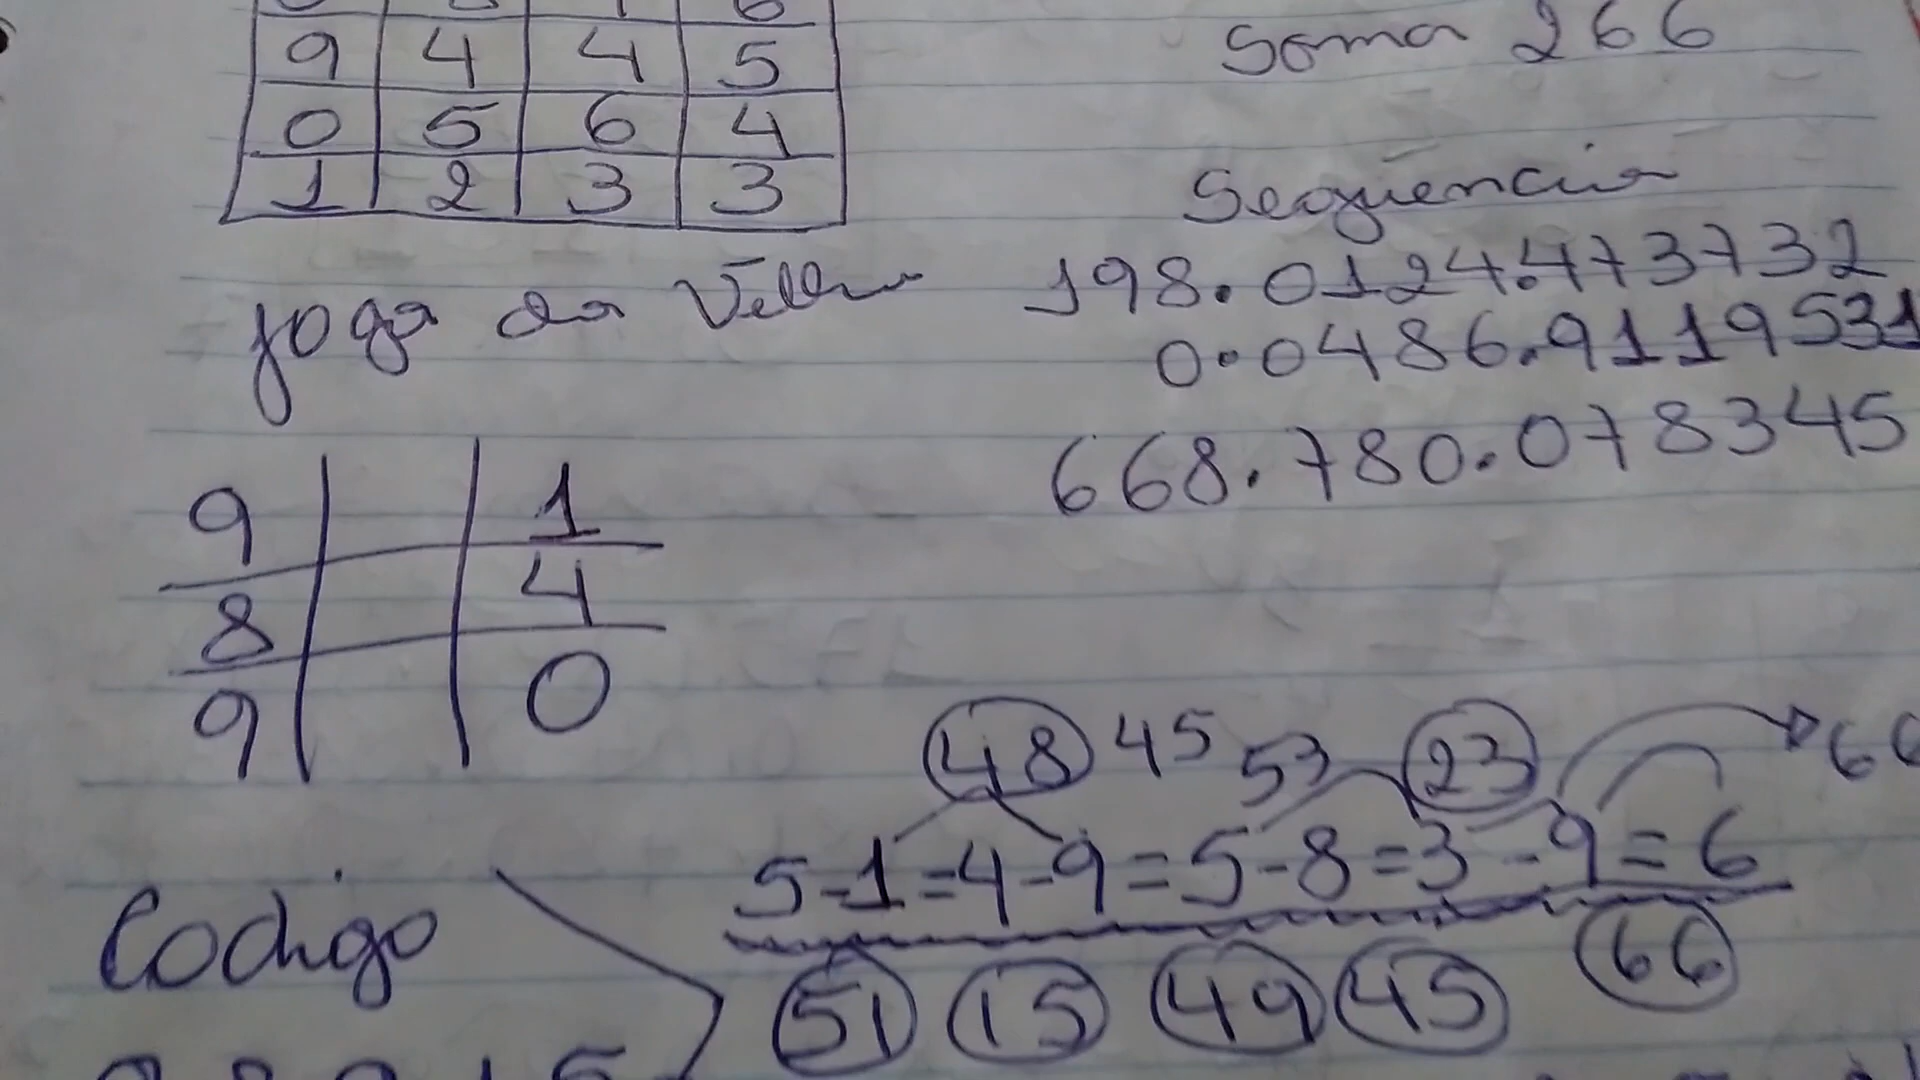 9 4 4 5
0 5 6 4
1 2 3 3
Soma 266
Sequencia
198.0124.473732
0.0486.9119531
668.780.078345
Joga da Velha
9 1
8 4
9 0
48 45 53 23
5-1=4-9=5-8=3-9=6
51 15 49 45 66
Codigo